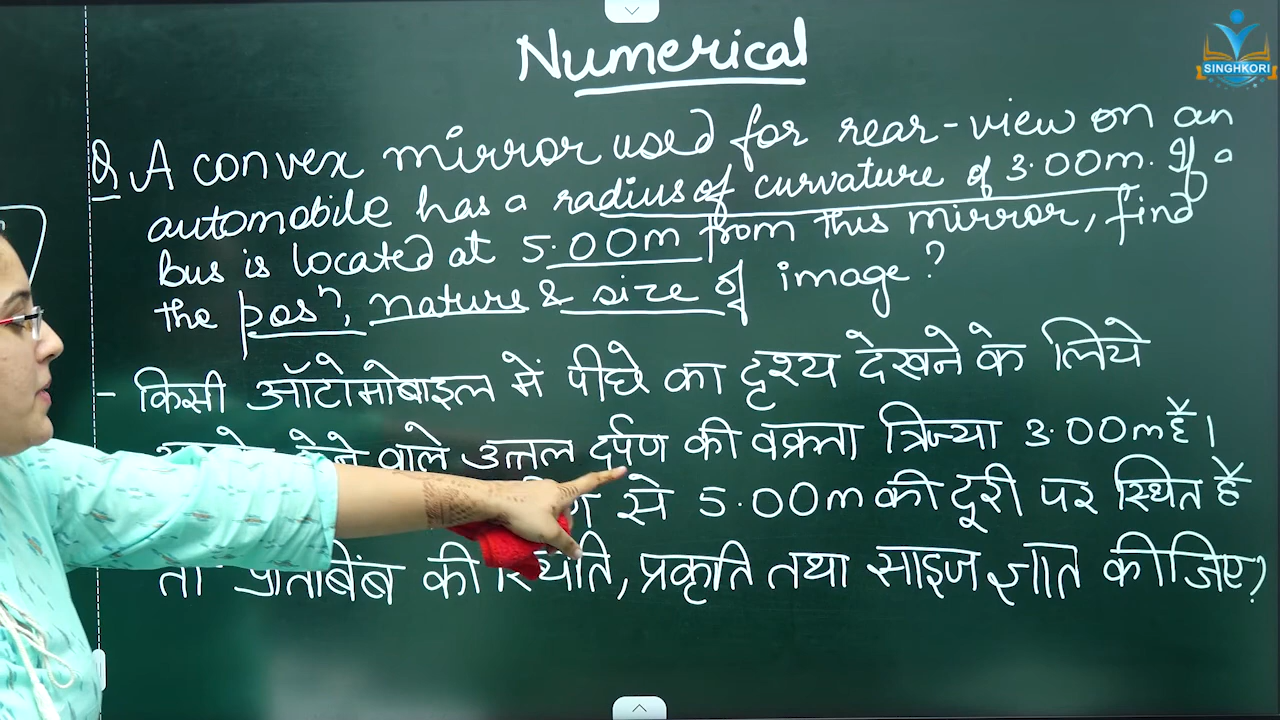 SINGHKORI
Numerical
Q A convex mirror used for rear-view on an
automobile has a radius of curvature of 3.00m. If a
bus is located at 5.00m from this mirror, find
the posⁿ, nature & size of image?
- किसी ऑटोमोबाइल में पीछे का दृश्य देखने के लिये
वाले उत्तल दर्पण की वक्रता त्रिज्या 3.00m है।
से 5.00m की दूरी पर स्थित है
तो प्रतिबिंब की स्थिति, प्रकृति तथा साइज ज्ञात कीजिए?